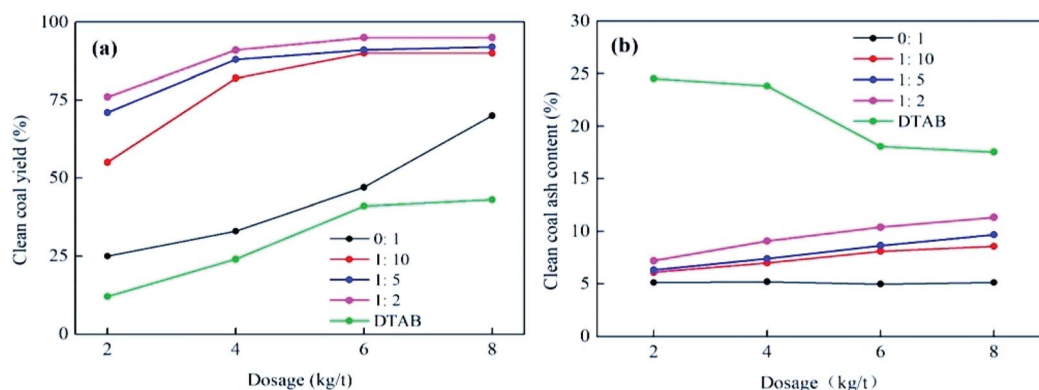 (a)
Clean coal yield (%)
100
75
50
25
0
0: 1
1: 10
1: 5
1: 2
DTAB
2 4 6 8
Dosage (kg/t)
(b)
Clean coal ash content (%)
30
25
20
15
10
5
0
0: 1
1: 10
1: 5
1: 2
DTAB
2 4 6 8
Dosage（kg/t）